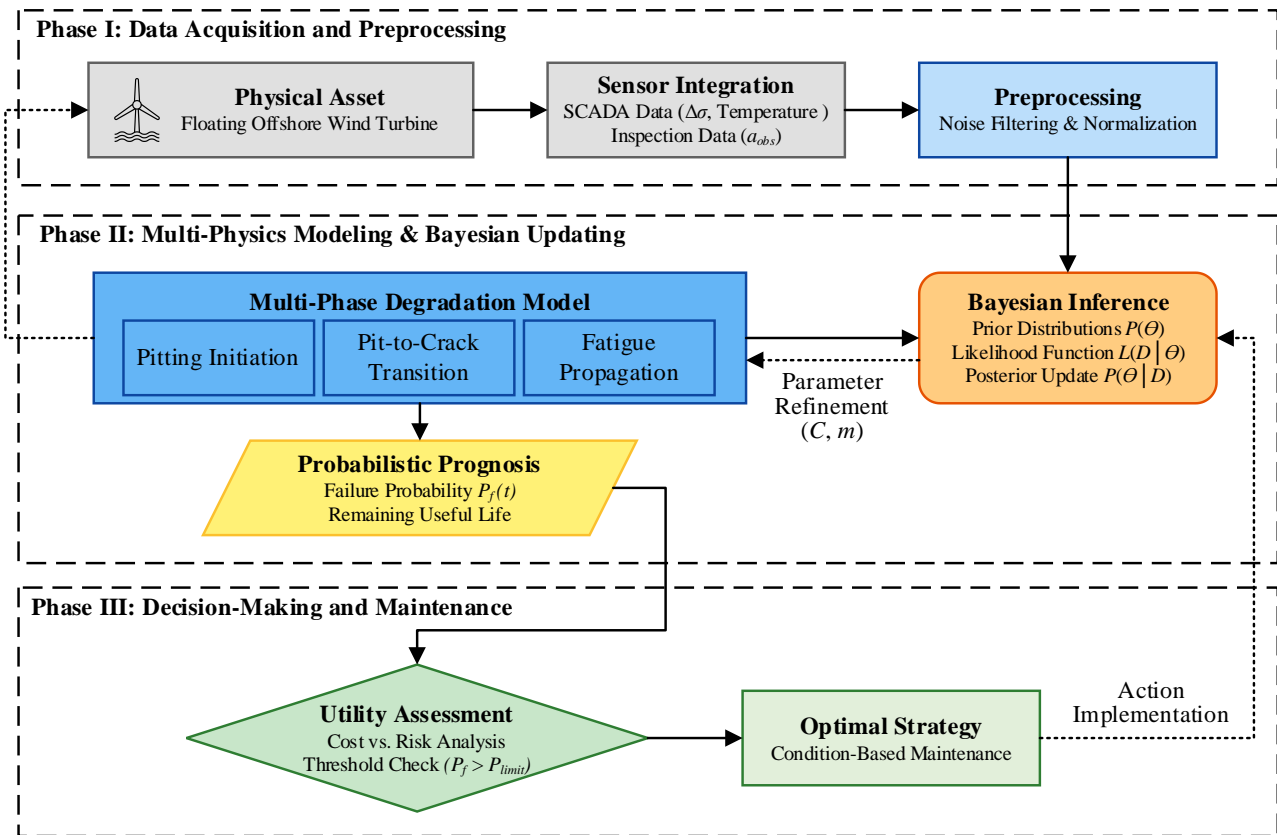 Phase I: Data Acquisition and Preprocessing
Physical Asset
Floating Offshore Wind Turbine
Sensor Integration
SCADA Data (Δσ, Temperature )
Inspection Data (a_obs)
Preprocessing
Noise Filtering & Normalization
Phase II: Multi-Physics Modeling & Bayesian Updating
Multi-Phase Degradation Model
Pitting Initiation
Pit-to-Crack
Transition
Fatigue
Propagation
Bayesian Inference
Prior Distributions P(Θ)
Likelihood Function L(D | Θ)
Posterior Update P(Θ | D)
Parameter
Refinement
(C, m)
Probabilistic Prognosis
Failure Probability P_f(t)
Remaining Useful Life
Phase III: Decision-Making and Maintenance
Utility Assessment
Cost vs. Risk Analysis
Threshold Check (P_f > P_limit)
Optimal Strategy
Condition-Based Maintenance
Action
Implementation